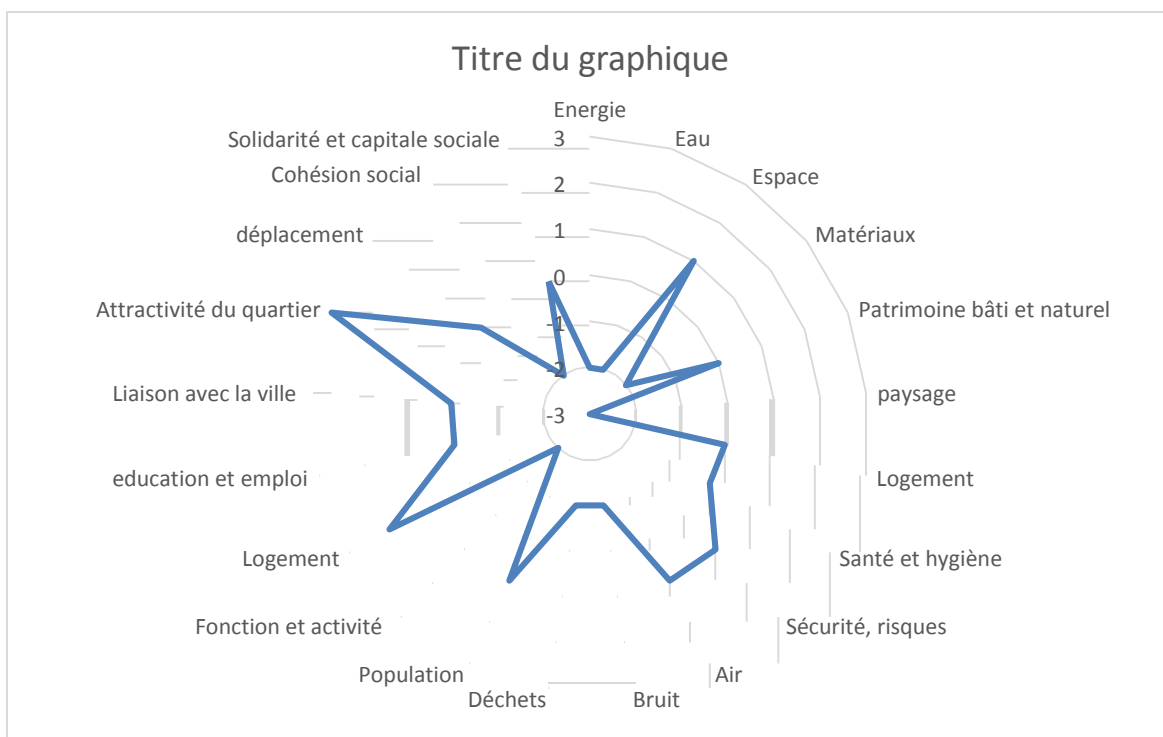 Titre du graphique
Energie
Eau
Espace
Matériaux
Patrimoine bâti et naturel
paysage
Logement
Santé et hygiène
Sécurité, risques
Air
Bruit
Déchets
Population
Fonction et activité
Logement
education et emploi
Liaison avec la ville
Attractivité du quartier
déplacement
Cohésion social
Solidarité et capitale sociale
3
2
1
0
-1
-2
-3